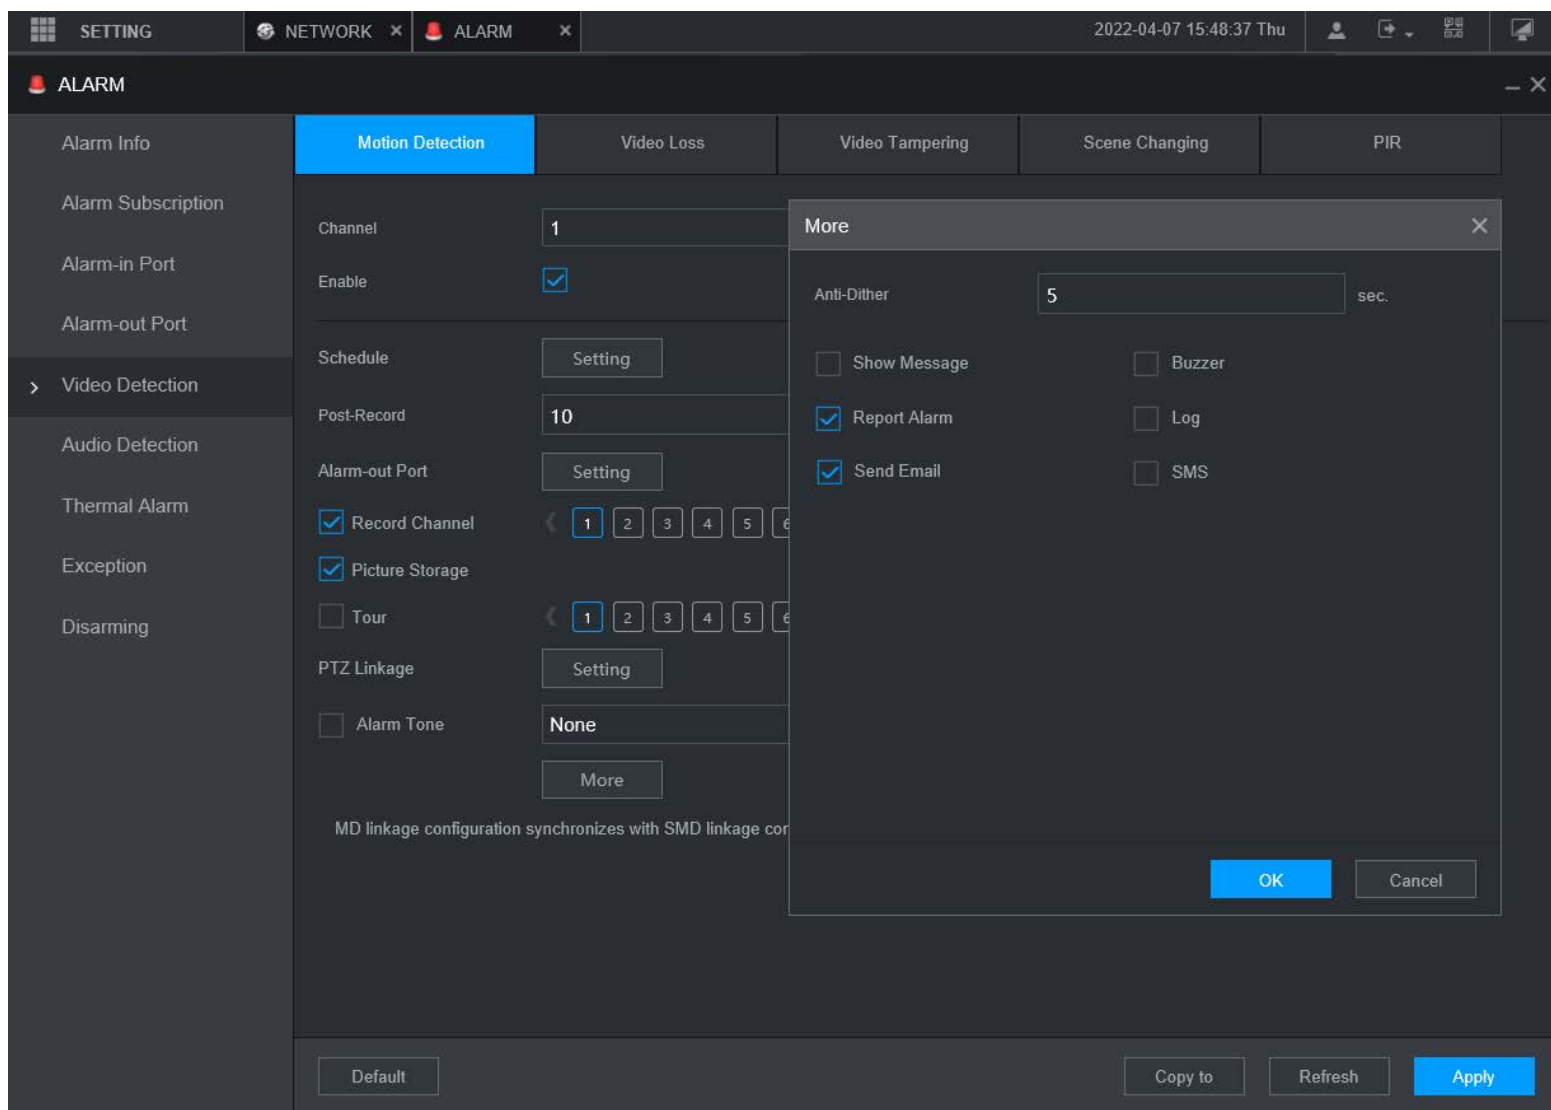 SETTING NETWORK ALARM 2022-04-07 15:48:37 Thu
ALARM
Alarm Info
Alarm Subscription
Alarm-in Port
Alarm-out Port
Video Detection
Audio Detection
Thermal Alarm
Exception
Disarming
Motion Detection Video Loss Video Tampering Scene Changing PIR
Channel 1
Enable
Schedule Setting
Post-Record 10
Alarm-out Port Setting
Record Channel 1 2 3 4 5 6
Picture Storage
Tour 1 2 3 4 5 6
PTZ Linkage Setting
Alarm Tone None
More
MD linkage configuration synchronizes with SMD linkage cor
More
Anti-Dither 5 sec.
Show Message Buzzer
Report Alarm Log
Send Email SMS
OK Cancel
Default Copy to Refresh Apply